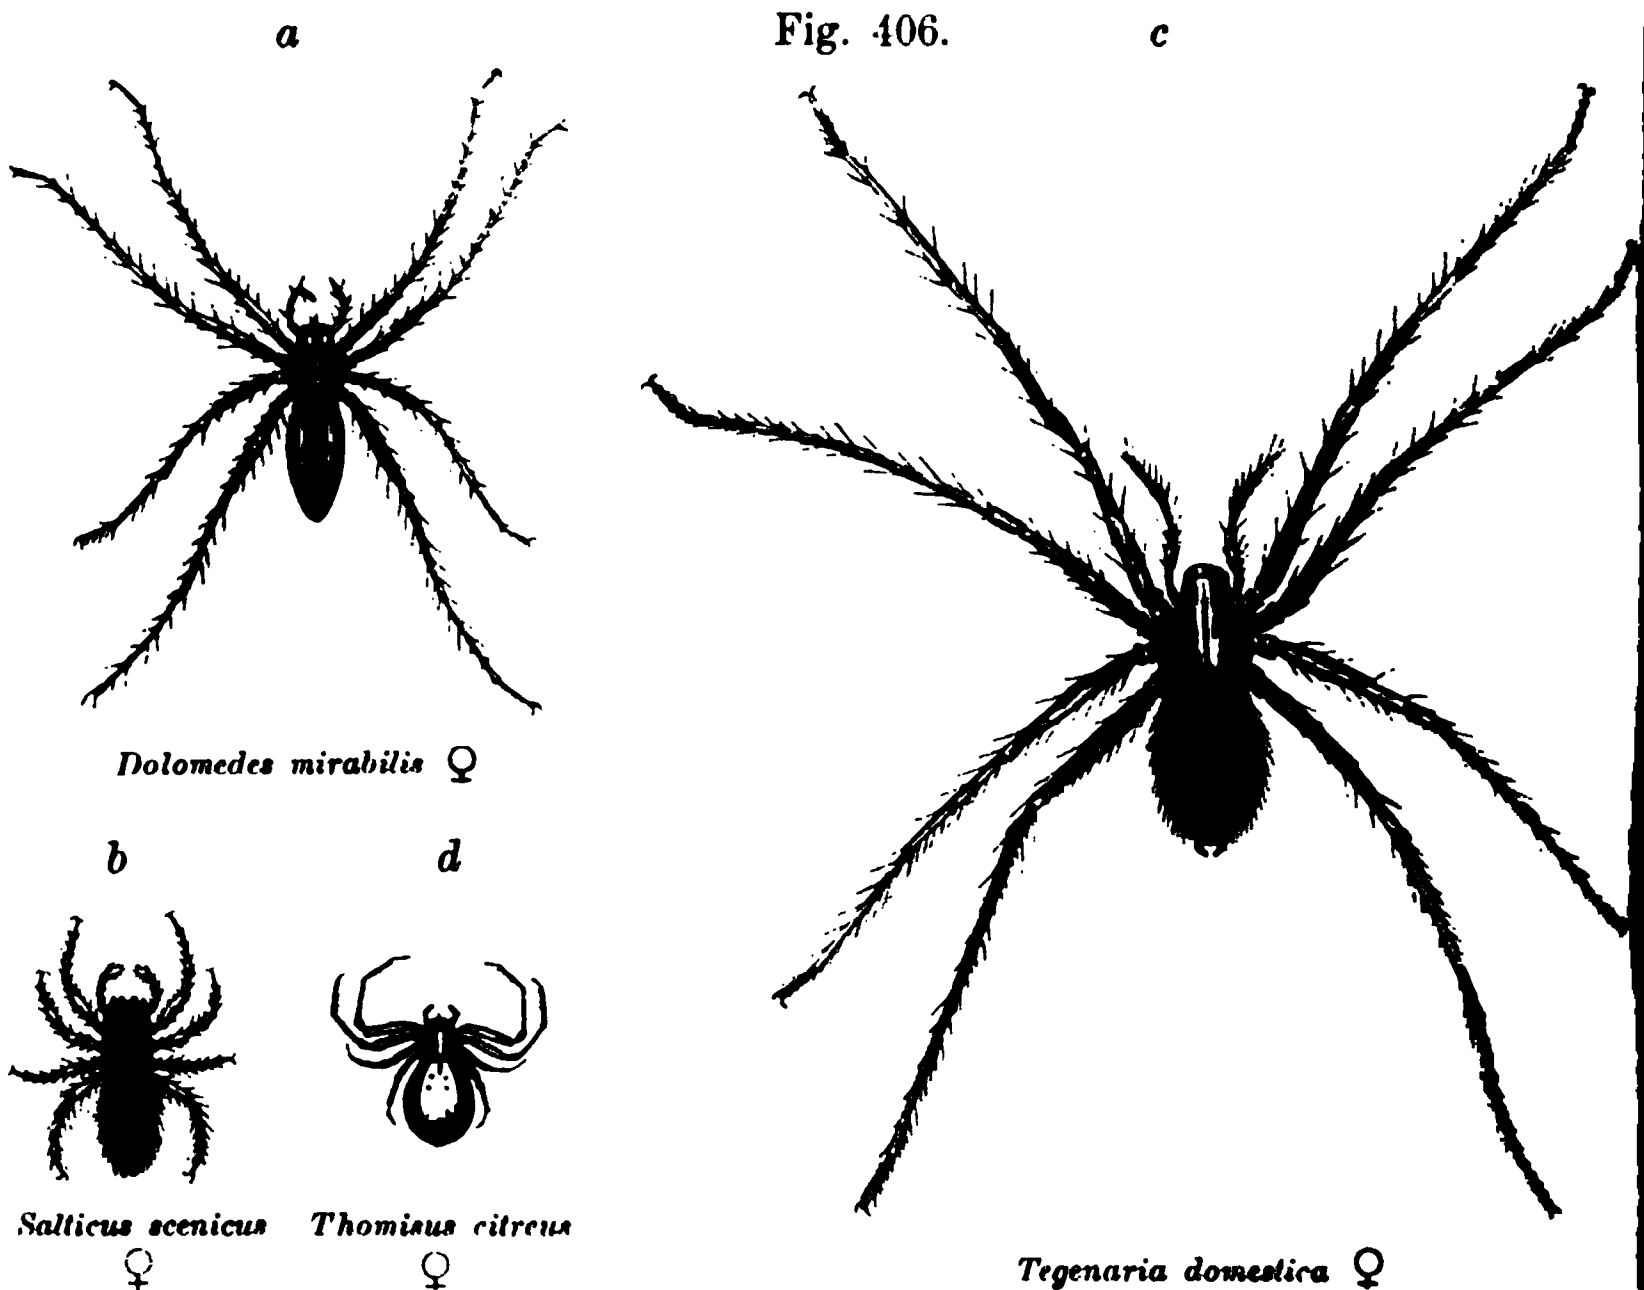 a Fig. 406. c
Dolomedes mirabilis ♀
b d
Salticus scenicus Thomisus citreus
♀ ♀
Tegenaria domestica ♀